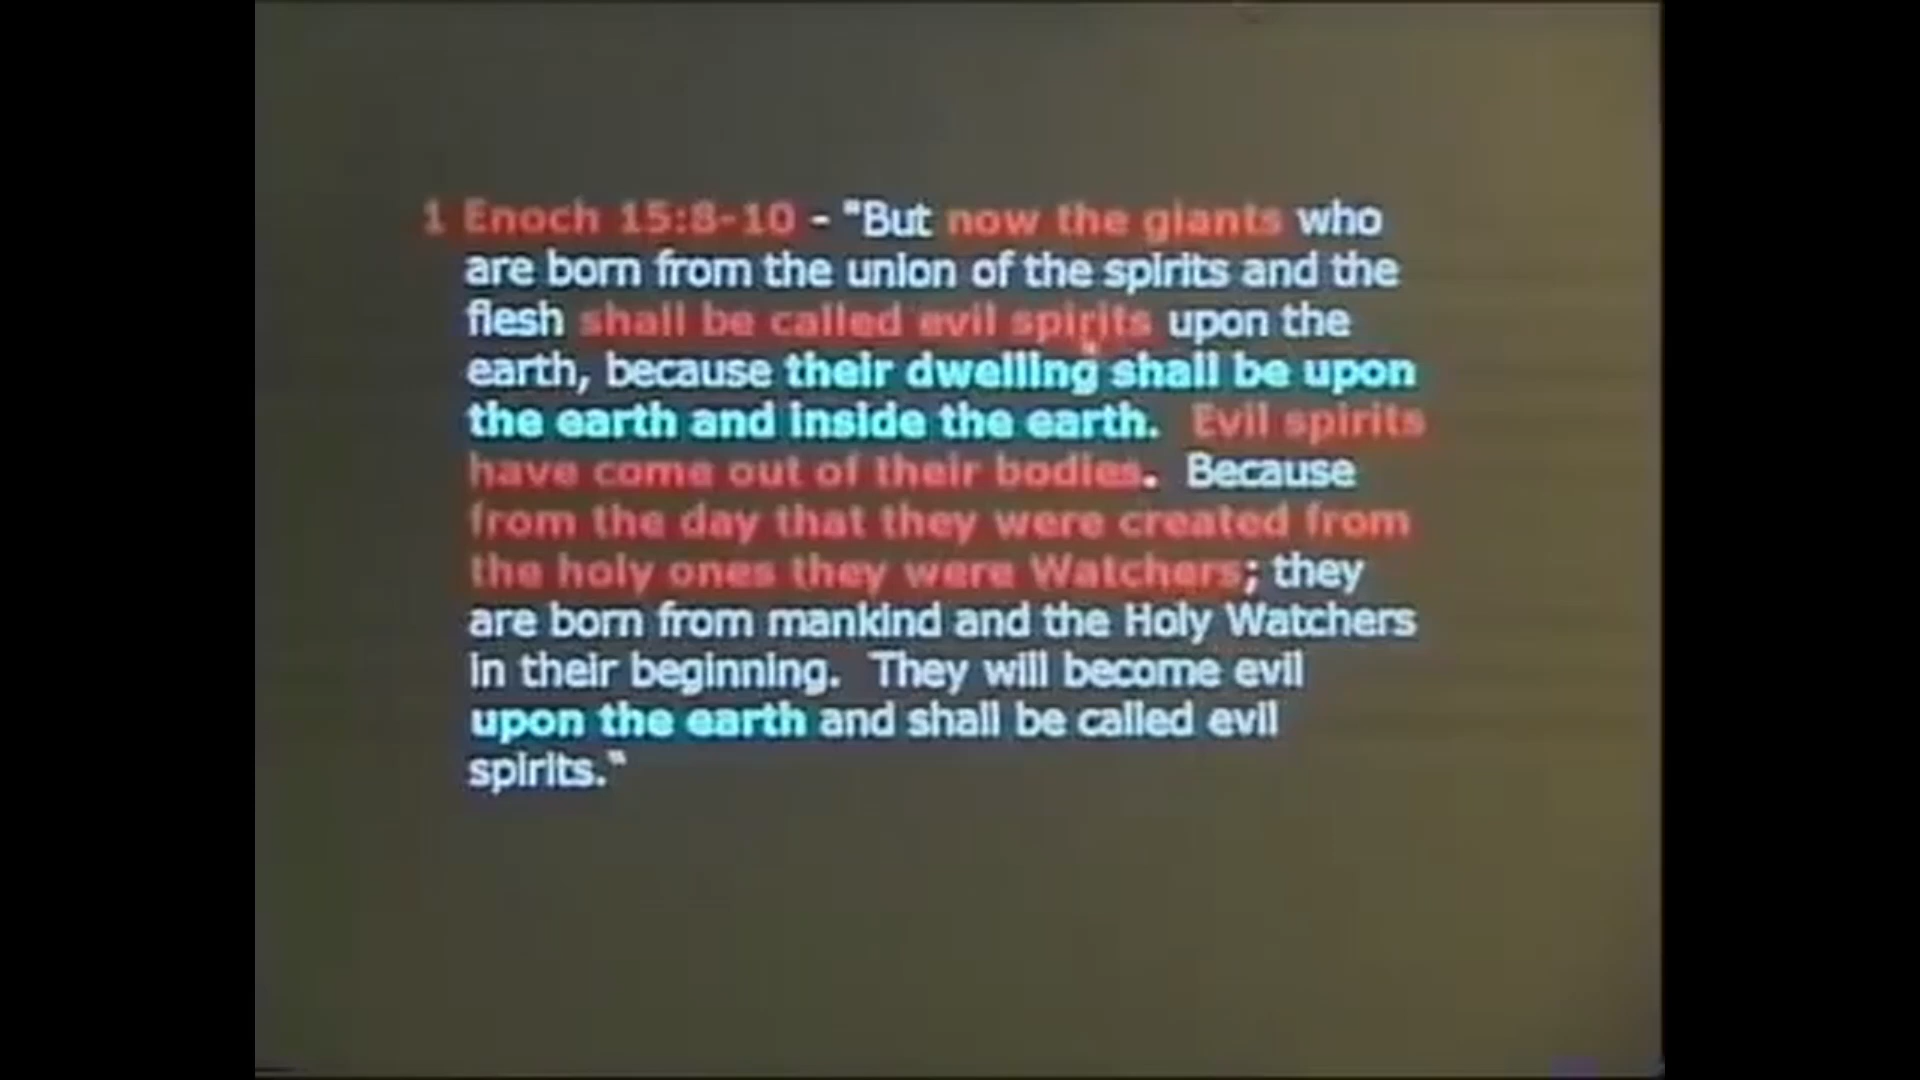 1 Enoch 15:8-10 - "But now the giants who
are born from the union of the spirits and the
flesh shall be called evil spirits upon the
earth, because their dwelling shall be upon
the earth and inside the earth. Evil spirits
have come out of their bodies. Because
from the day that they were created from
the holy ones they were Watchers; they
are born from mankind and the Holy Watchers
in their beginning. They will become evil
upon the earth and shall be called evil
spirits."